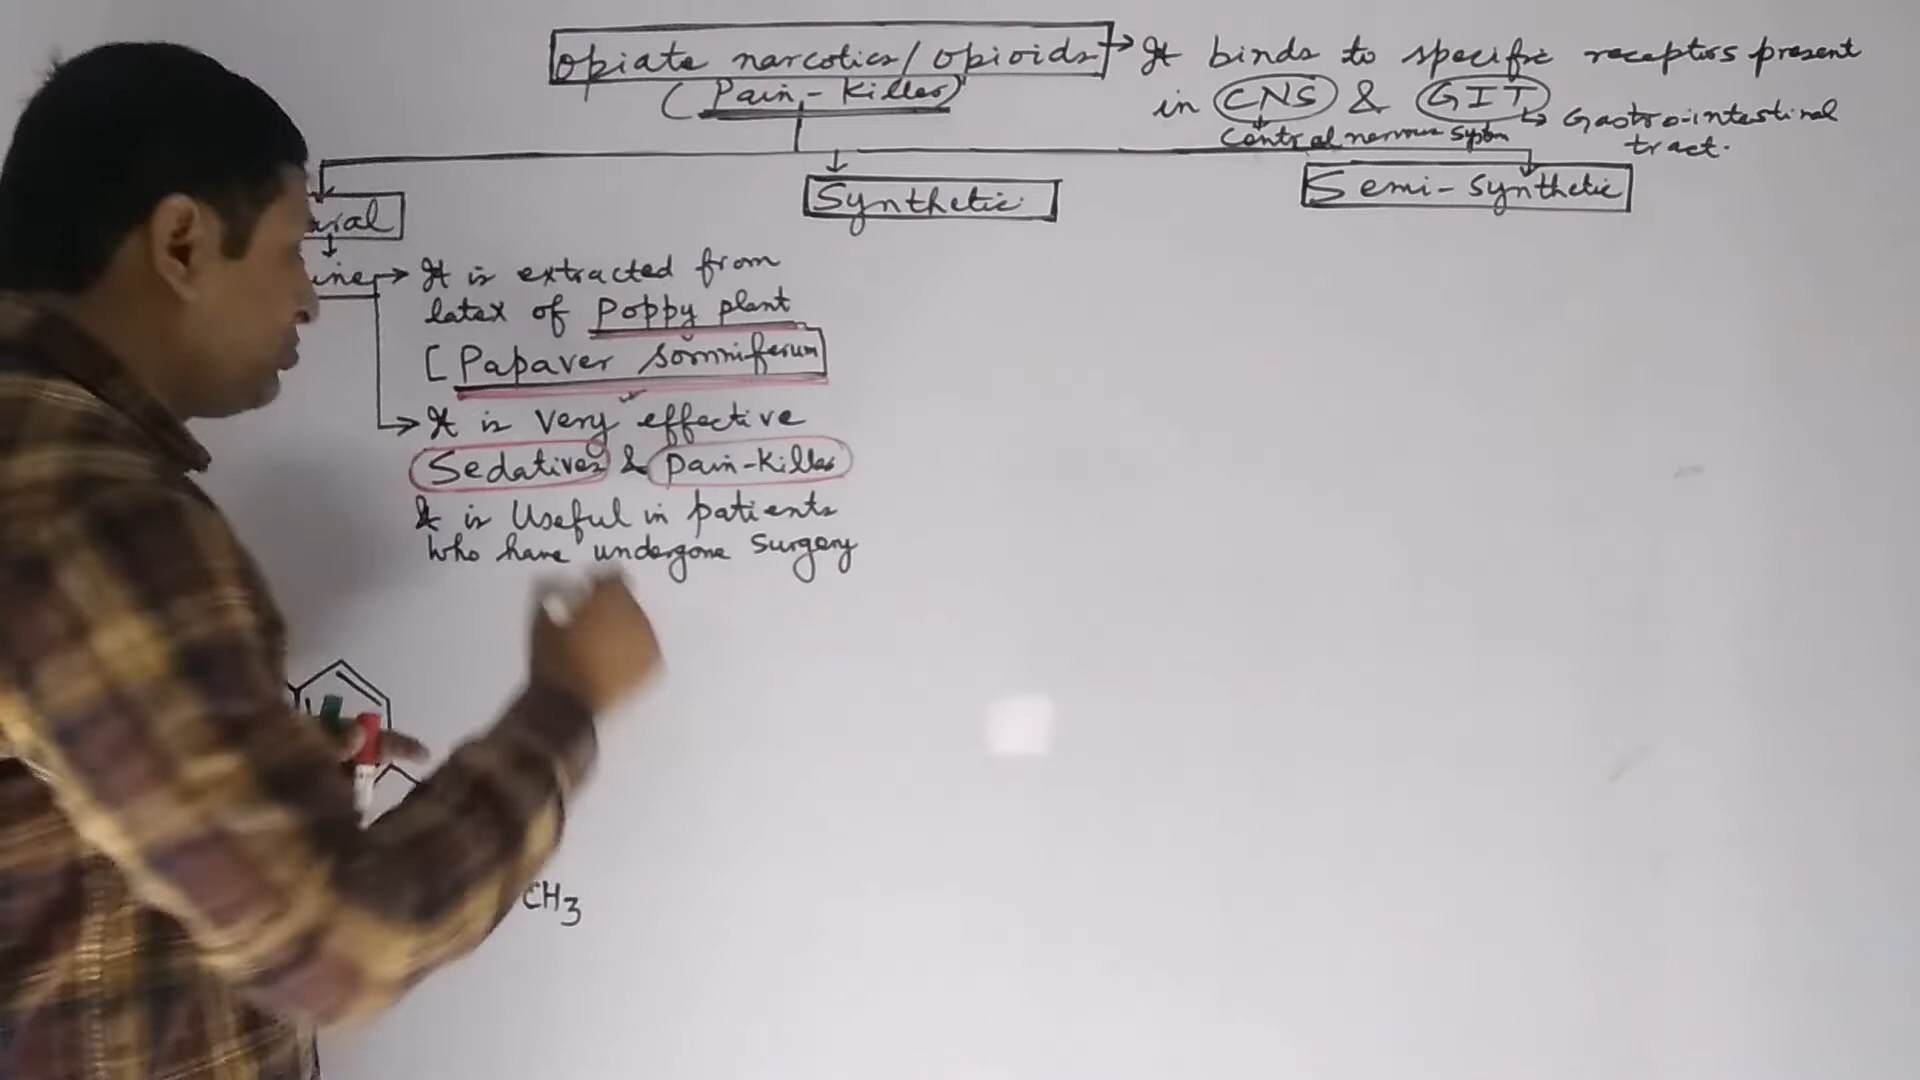 Opiate narcotics/opioids → It binds to specific receptors present
(Pain-Killer) in CNS & GIT → Gastro-intestinal
Central nervous system tract.
Synthetic
Semi-synthetic
It is extracted from
latex of poppy plant
[Papaver somniferum
It is very effective
Sedatives & pain-Killer
It is Useful in patients
who have undergone Surgery
CH3